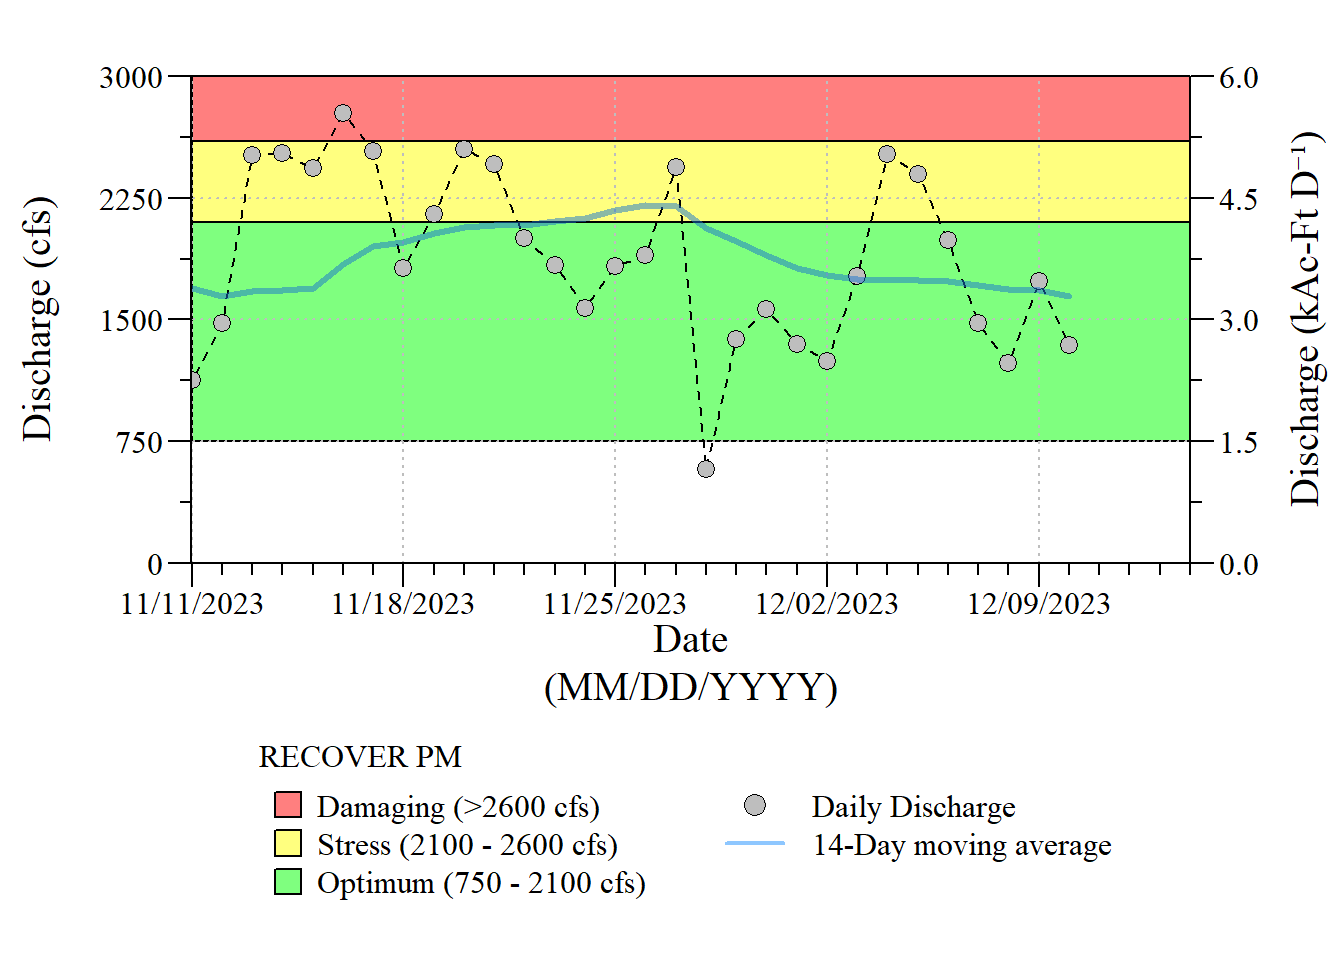 3000
2250
1500
750
0
Discharge (cfs)
6.0
4.5
3.0
1.5
0.0
Discharge (kAc-Ft D⁻¹)
11/11/2023 11/18/2023 11/25/2023 12/02/2023 12/09/2023
Date
(MM/DD/YYYY)
RECOVER PM
Damaging (>2600 cfs)
Stress (2100 - 2600 cfs)
Optimum (750 - 2100 cfs)
Daily Discharge
14-Day moving average